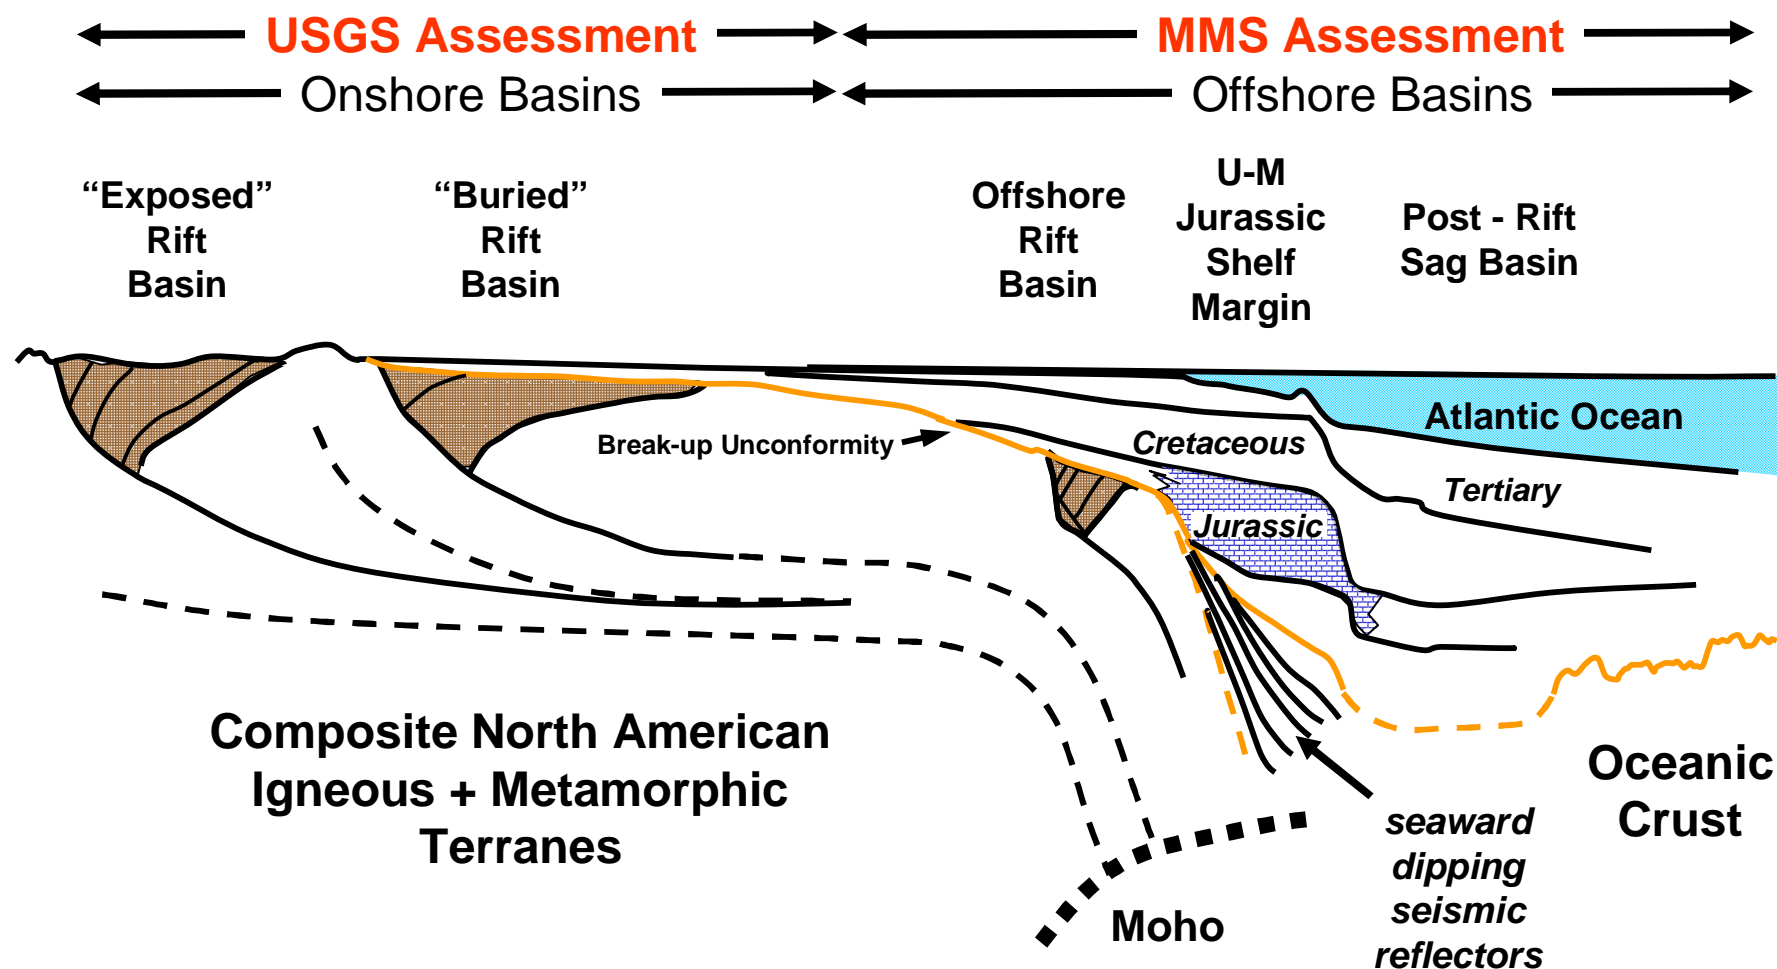 USGS Assessment
MMS Assessment
Onshore Basins
Offshore Basins
“Exposed”
Rift
Basin
“Buried”
Rift
Basin
Offshore
Rift
Basin
U-M
Jurassic
Shelf
Margin
Post - Rift
Sag Basin
Atlantic Ocean
Break-up Unconformity
Cretaceous
Tertiary
Jurassic
Composite North American
Igneous + Metamorphic
Terranes
Oceanic
Crust
seaward
dipping
seismic
reflectors
Moho